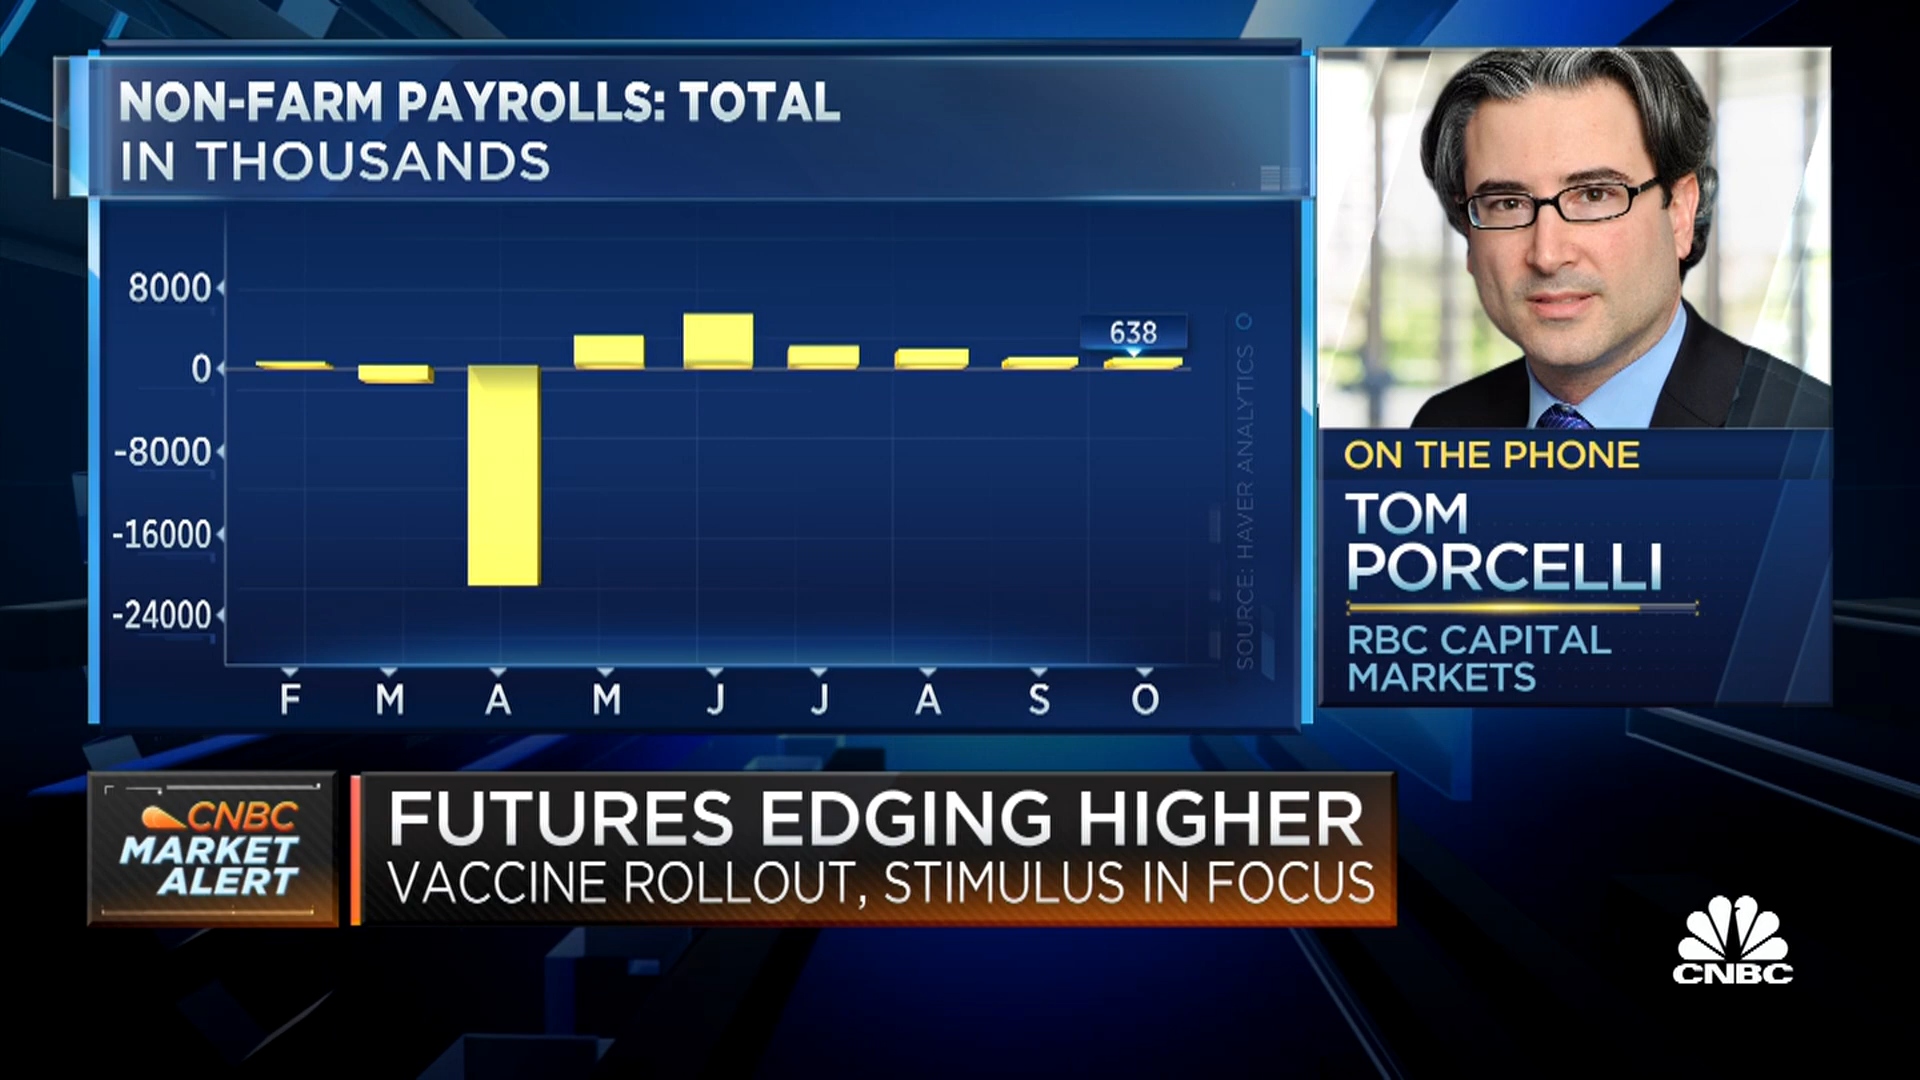 NON-FARM PAYROLLS: TOTAL
IN THOUSANDS
8000
0
-8000
-16000
-24000
638
F M A M J J A S O
SOURCE: HAVER ANALYTICS
ON THE PHONE
TOM
PORCELLI
RBC CAPITAL
MARKETS
CNBC
MARKET
ALERT
FUTURES EDGING HIGHER
VACCINE ROLLOUT, STIMULUS IN FOCUS
CNBC